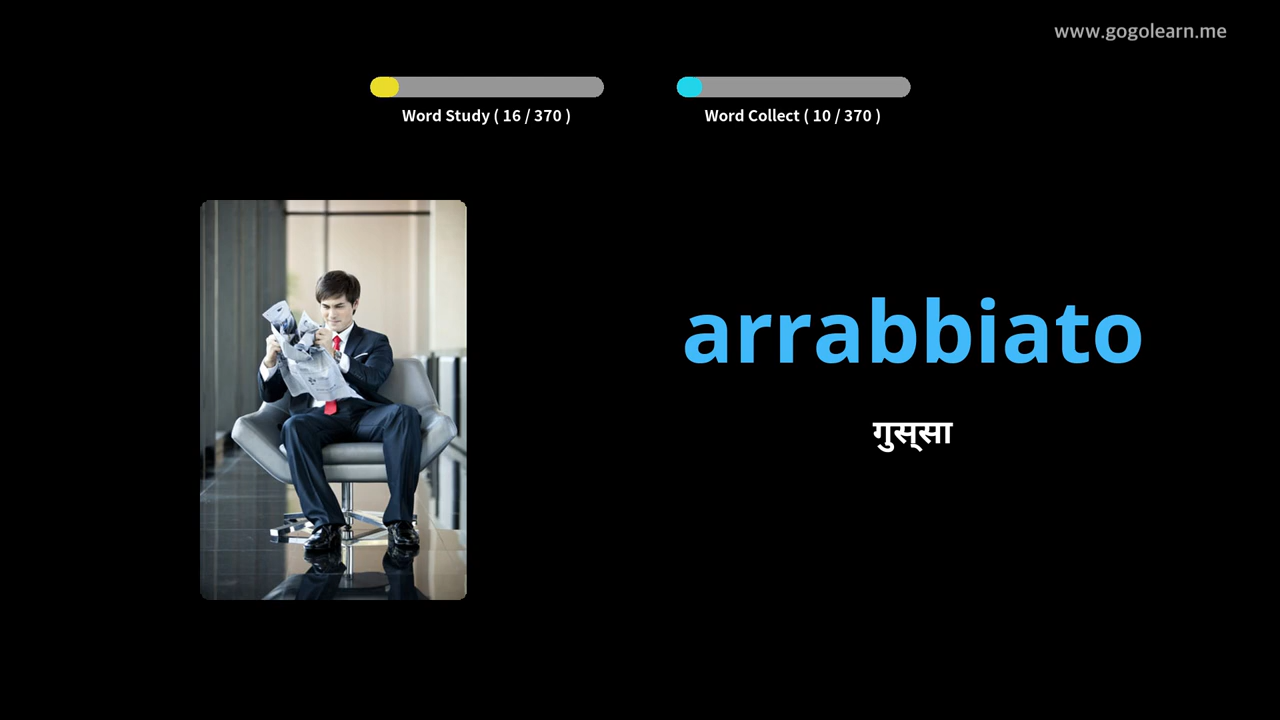 www.gogolearn.me
Word Study ( 16 / 370 )
Word Collect ( 10 / 370 )
arrabbiato
गुस्सा